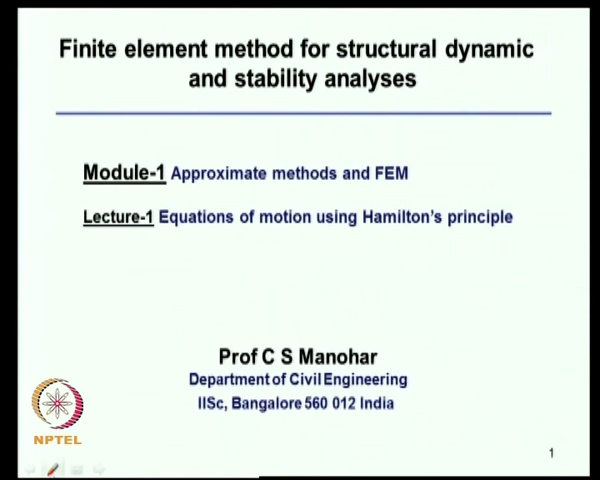 Finite element method for structural dynamic
and stability analyses
Module-1 Approximate methods and FEM
Lecture-1 Equations of motion using Hamilton's principle
Prof C S Manohar
Department of Civil Engineering
IISc, Bangalore 560 012 India
NPTEL
1